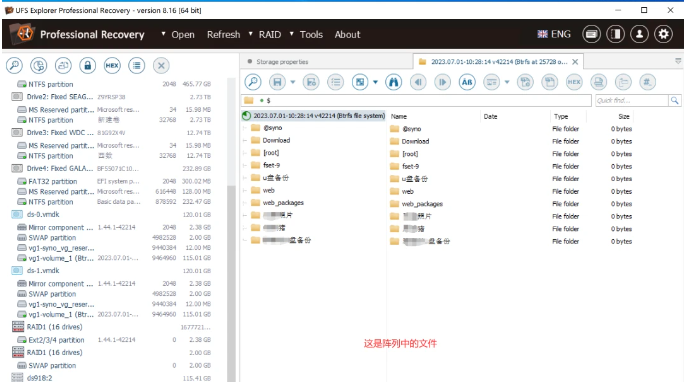 UFS Explorer Professional Recovery - version 8.16 [64 bit]
Professional Recovery
Open
Refresh
RAID
Tools
About
ENG
NTFS partition 2048 465.77 GB
Drive2: Fixed SEAG... 2.73 TB
MS Reserved partit... Microsoft res... 34 15.98 MB
NTFS partition 新建卷 32768 2.73 TB
Drive3: Fixed WDC ... 12.74 TB
MS Reserved partit... Microsoft res... 34 15.98 MB
NTFS partition 32768 12.74 TB
Drive4: Fixed GALA... 232.89 GB
FAT32 partition EFI system p... 2048 300.02 MB
MS Reserved partit... Microsoft res... 616448 128.00 MB
NTFS partition Basic data pa... 878592 232.47 GB
ds-0.vmdk 120.01 GB
Mirror component ... 1.44.1-42214 2048 2.38 GB
SWAP partition 4982528 2.00 GB
vg1-syno_vg_reser... 9440384 12.00 MB
vg1-volume_1 (Btr... 2023.07.01-... 9464960 115.01 GB
ds-1.vmdk 120.01 GB
Mirror component ... 1.44.1-42214 2048 2.38 GB
SWAP partition 4982528 2.00 GB
vg1-syno_vg_reser... 9440384 12.00 MB
vg1-volume_1 (Btr... 2023.07.01-... 9464960 115.01 GB
RAID1 (16 drives) 1677721...
Ext2/3/4 partition 1.44.1-42214 0 2.38 GB
RAID1 (16 drives) 2.00 GB
SWAP partition 0 2.00 GB
ds918:2 115.41 GB
Storage properties
2023.07.01-10:28:14 v42214 (Btrfs at 25728 o...
HEX
$
Quick find...
2023.07.01-10:28:14 v42214 (Btrfs file system)
@syno
Download
[root]
fset-9
u盘备份
web
web_packages
照片
猪
盘备份
Name Date Type Size
@syno File folder 0 bytes
Download File folder 0 bytes
[root] File folder 0 bytes
fset-9 File folder 0 bytes
u盘备份 File folder 0 bytes
web File folder 0 bytes
web_packages File folder 0 bytes
照片 File folder 0 bytes
猪 File folder 0 bytes
盘备份 File folder 0 bytes
这是阵列中的文件